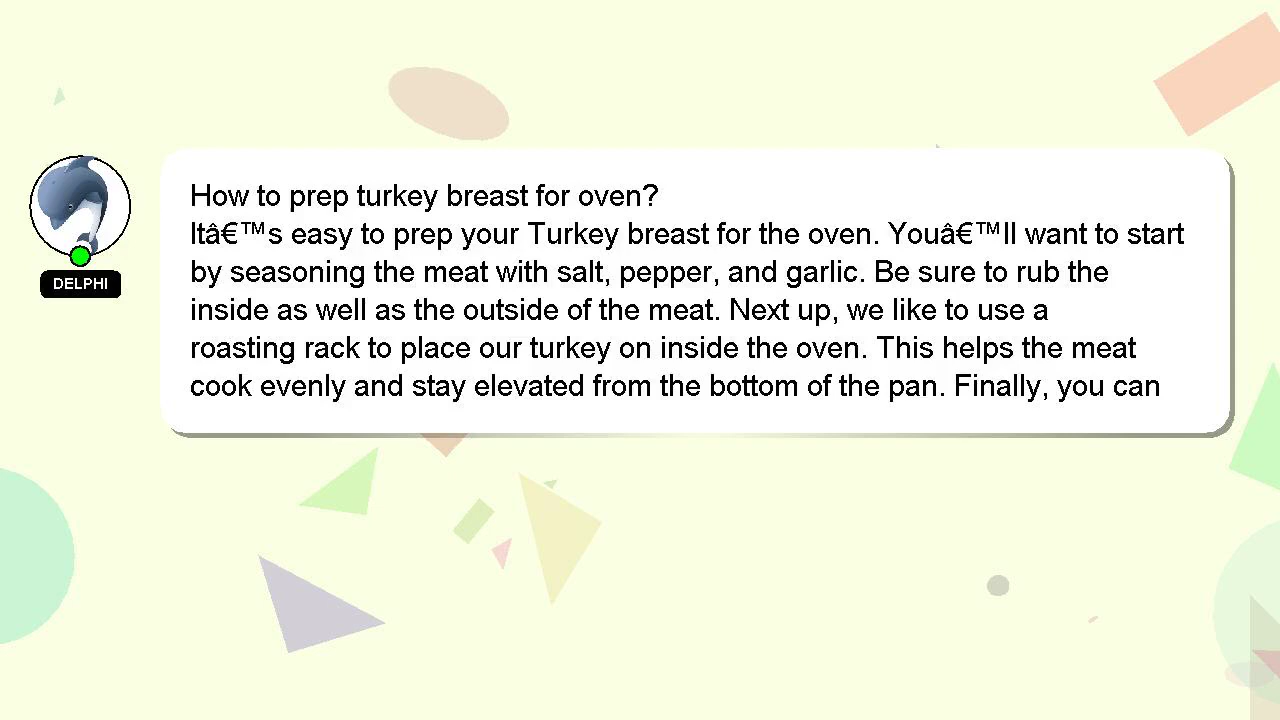 How to prep turkey breast for oven?
Itâ€™s easy to prep your Turkey breast for the oven. Youâ€™ll want to start
by seasoning the meat with salt, pepper, and garlic. Be sure to rub the
inside as well as the outside of the meat. Next up, we like to use a
roasting rack to place our turkey on inside the oven. This helps the meat
cook evenly and stay elevated from the bottom of the pan. Finally, you can
DELPHI